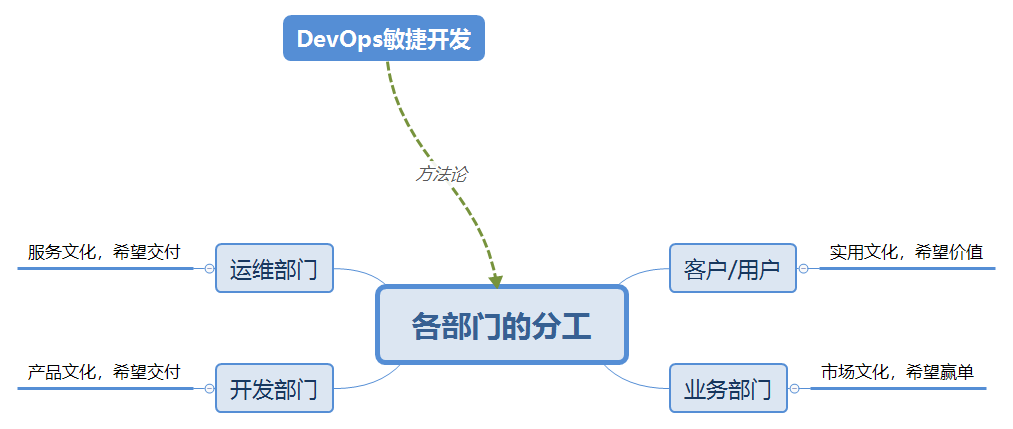 DevOps敏捷开发
方法论
服务文化，希望交付
运维部门
客户/用户
实用文化，希望价值
各部门的分工
产品文化，希望交付
开发部门
业务部门
市场文化，希望赢单